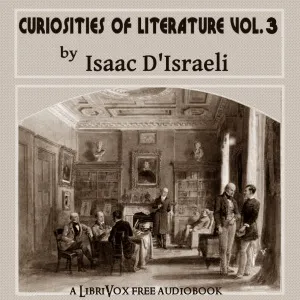 CURIOSITIES OF LITERATURE VOL.3
by
Isaac D'Israeli
A LIBRIVOX FREE AUDIOBOOK